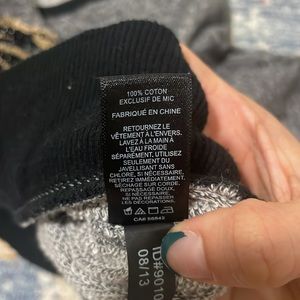 100% COTON
EXCLUSIF DE MIC
FABRIQUÉ EN CHINE
RETOURNEZ LE
VÊTEMENT À L'ENVERS.
LAVEZ À LA MAIN À
L'EAU FROIDE
SÉPARÉMENT, UTILISEZ
SEULEMENT DU
JAVELLISANT SANS
CHLORE, SI NÉCESSAIRE.
SÉCHAGE SUR CORDE.
REPASSAGE DOUX,
SI NÉCESSAIRE. NE
RETIREZ PAS LES
DÉCORATIONS.
ID#9010
08/13